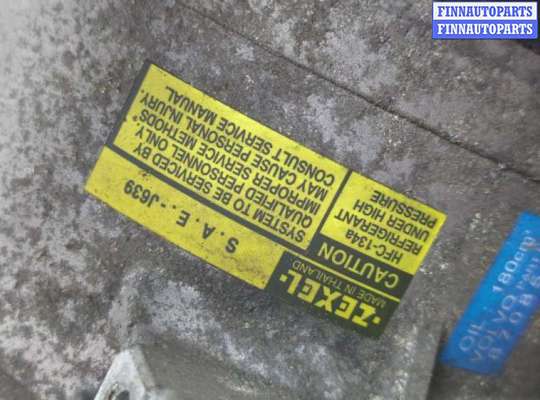 FINNAUTOPARTS
FINNAUTOPARTS
·ZEXEL·
MADE IN THAILAND
CAUTION
S.A.E.-J639
HFC-134a
REFRIGERANT
UNDER HIGH
PRESSURE
SYSTEM TO BE SERVICED BY
QUALIFIED PERSONNEL ONLY.
IMPROPER SERVICE METHODS
MAY CAUSE PERSONAL INJURY.
CONSULT SERVICE MANUAL.
OIL 180cm³
VOLVO